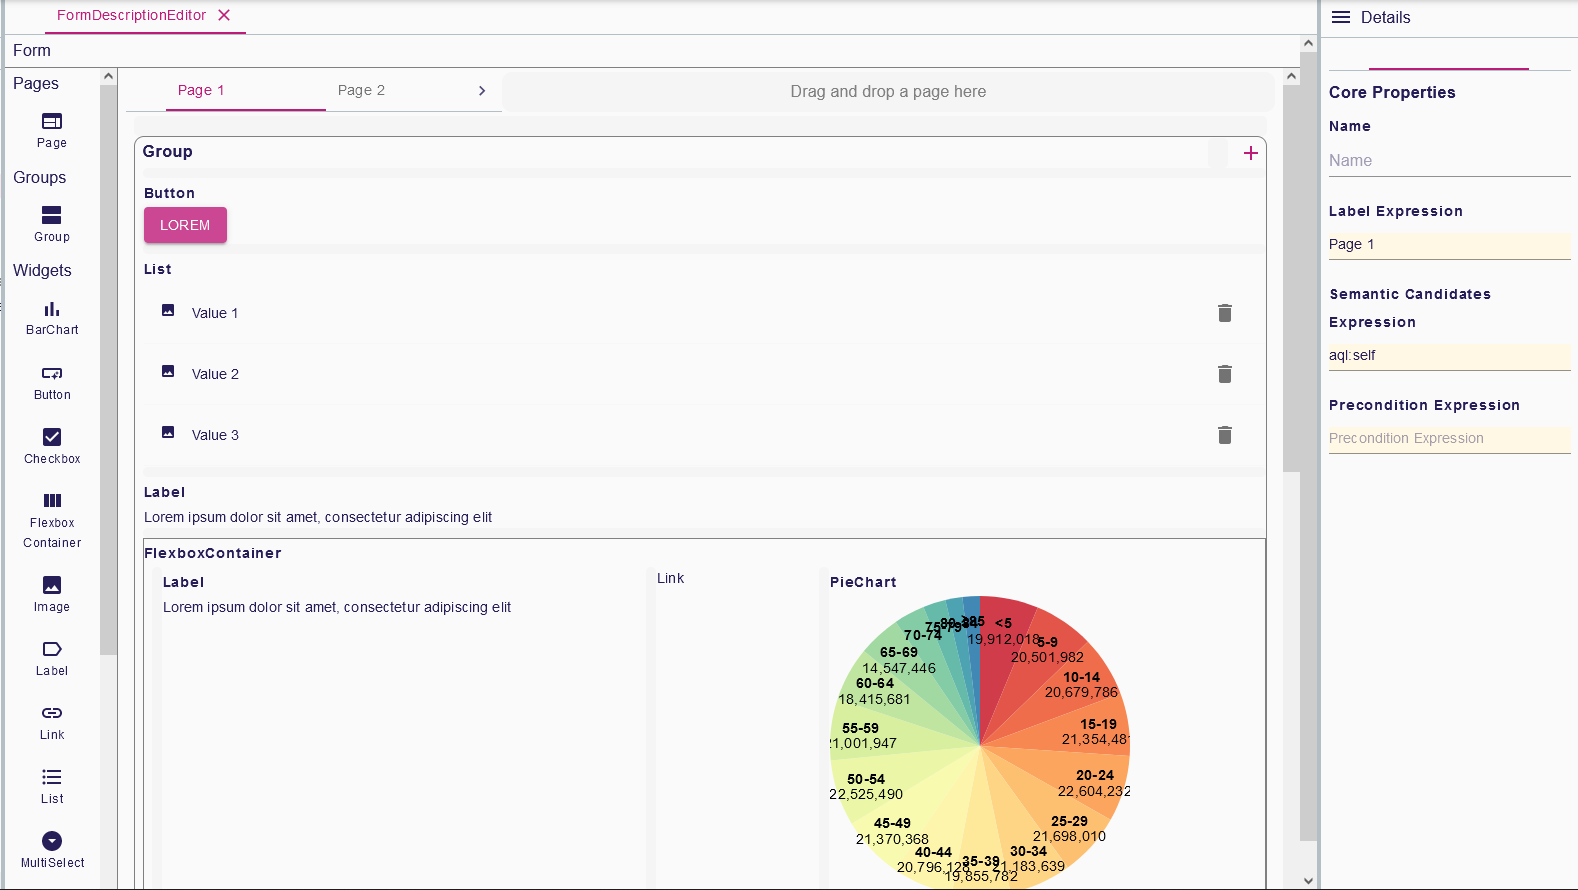 FormDescriptionEditor
Details
Form
Pages
Page
Groups
Group
Widgets
BarChart
Button
Checkbox
Flexbox
Container
Image
Label
Link
List
MultiSelect
Page 1
Page 2
Drag and drop a page here
Group
Button
LOREM
List
Value 1
Value 2
Value 3
Label
Lorem ipsum dolor sit amet, consectetur adipiscing elit
FlexboxContainer
Label
Lorem ipsum dolor sit amet, consectetur adipiscing elit
Link
PieChart
<5
19,912,018
5-9
20,501,982
10-14
20,679,786
15-19
21,354,481
20-24
22,604,232
25-29
21,698,010
30-34
21,183,639
35-39
19,855,782
40-44
20,796,128
45-49
21,370,368
50-54
22,525,490
55-59
21,001,947
60-64
18,415,681
65-69
14,547,446
70-74
75-79
80-84
≥85
Core Properties
Name
Name
Label Expression
Page 1
Semantic Candidates
Expression
aql:self
Precondition Expression
Precondition Expression